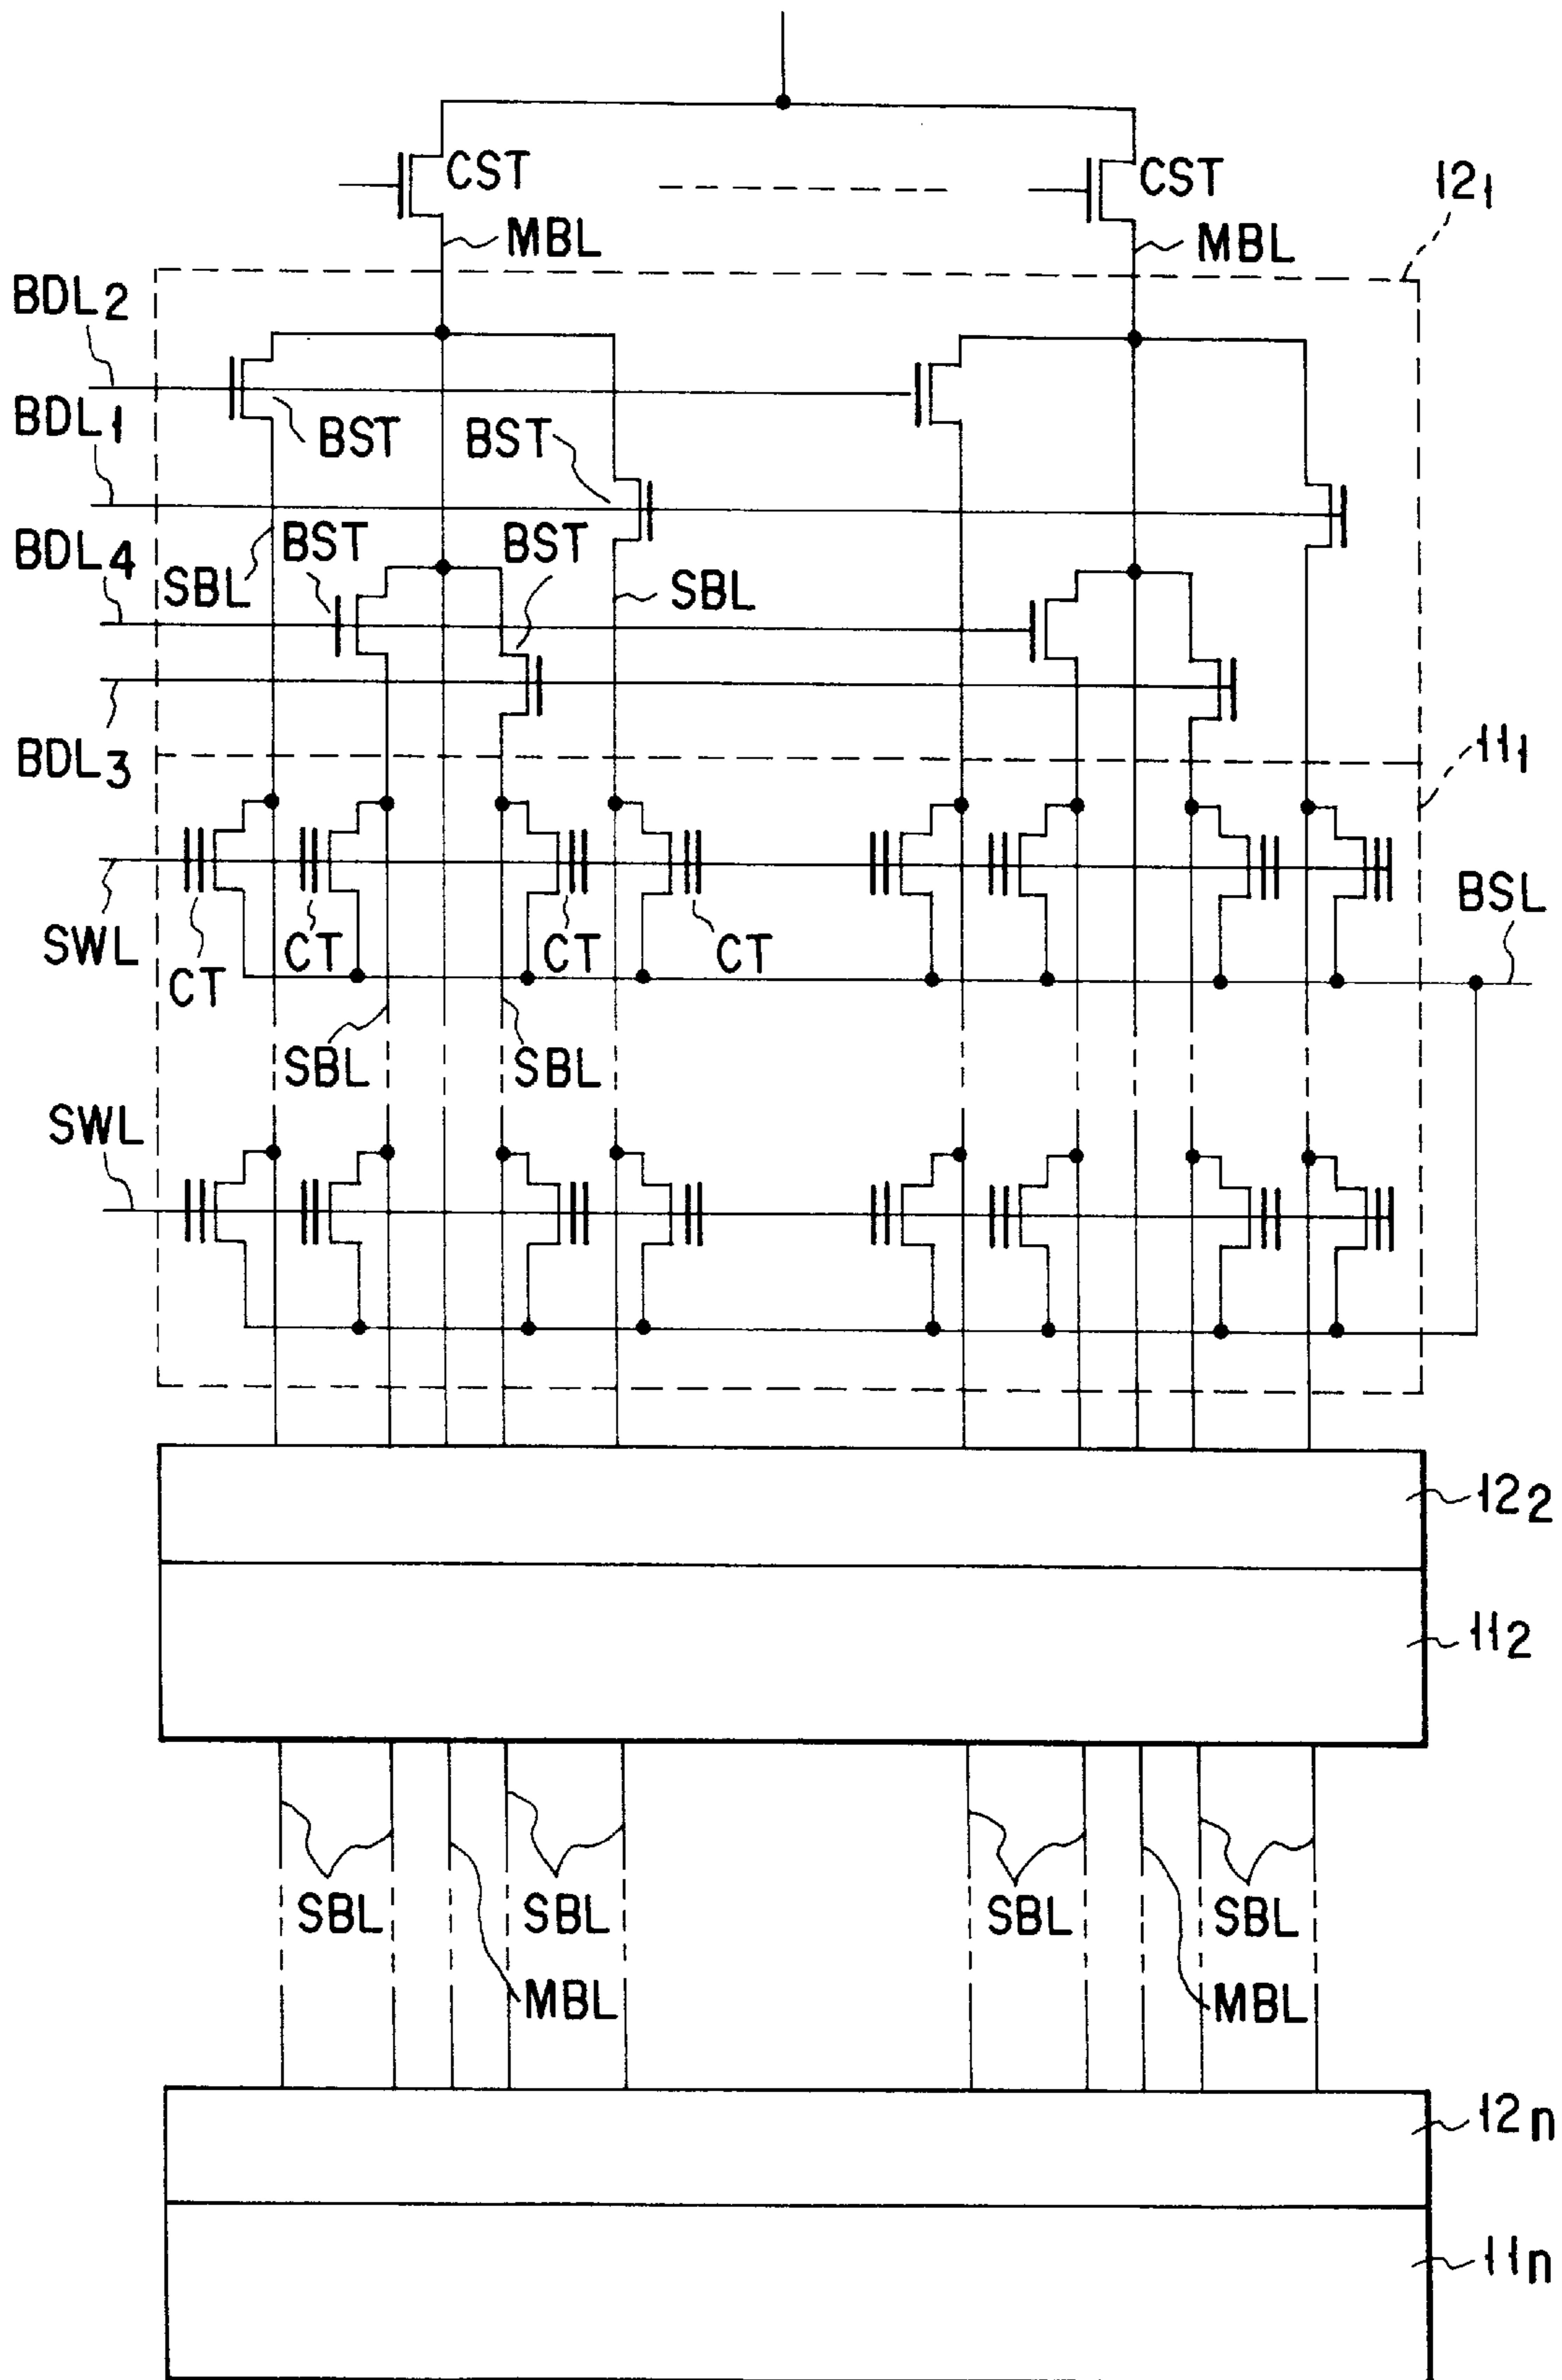 CST
CST
12₁
MBL
MBL
BDL₂
BDL₁
BST
BST
BDL₄
BST
BST
SBL
SBL
BDL₃
11₁
SWL
CT
CT
CT
CT
BSL
SBL
SBL
SWL
12₂
11₂
SBL
SBL
SBL
SBL
MBL
MBL
12n
11n